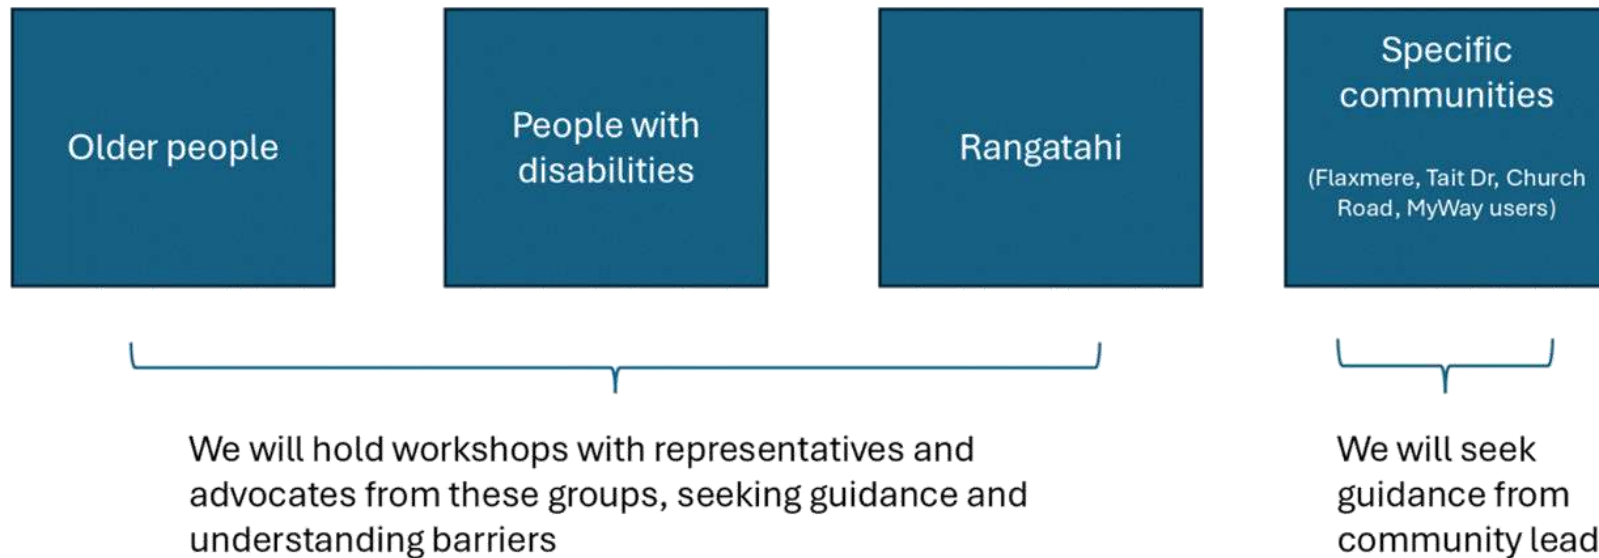 Older people
People with
disabilities
Rangatahi
Specific
communities
(Flaxmere, Tait Dr, Church
Road, MyWay users)
We will hold workshops with representatives and
advocates from these groups, seeking guidance and
understanding barriers
We will seek
guidance from
community lead